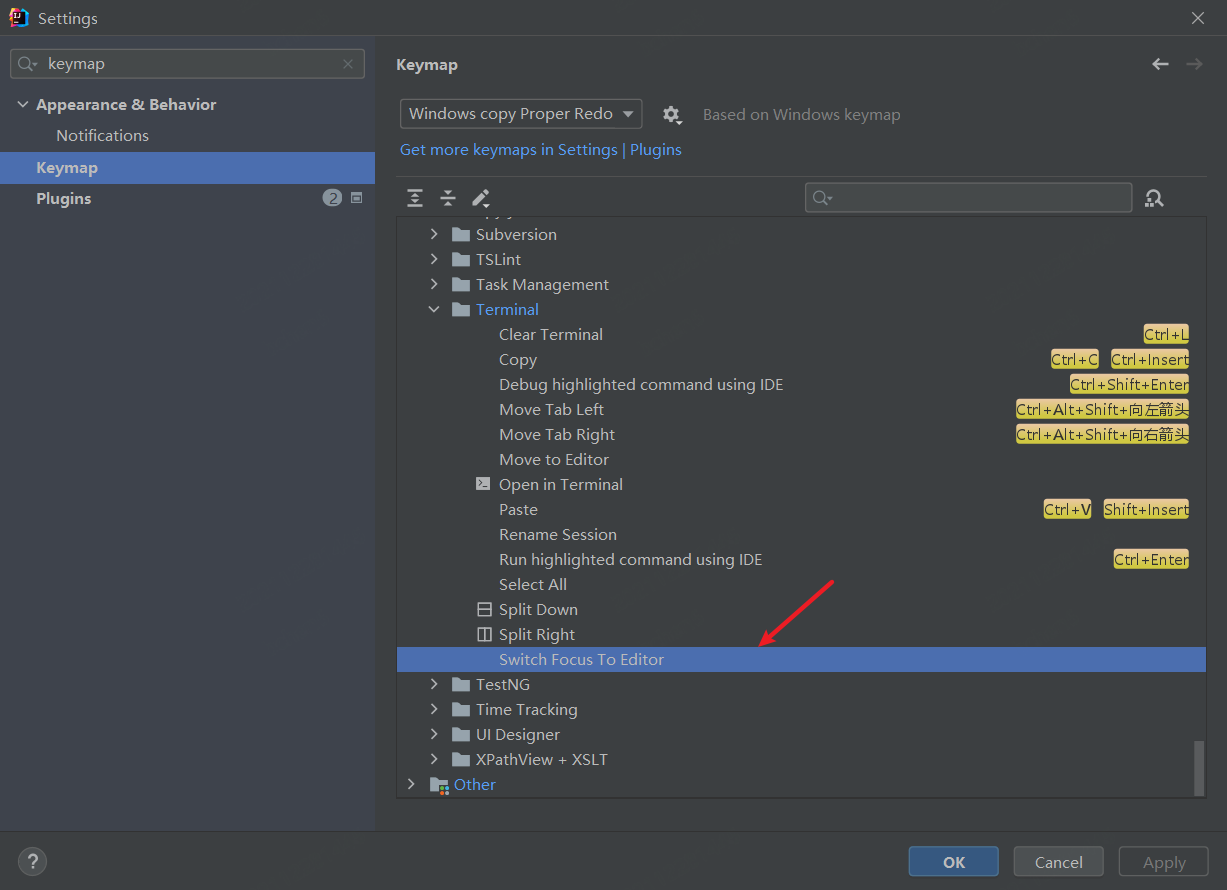 Settings
keymap
Appearance & Behavior
Notifications
Keymap
Plugins 2
Keymap
Windows copy Proper Redo Based on Windows keymap
Get more keymaps in Settings | Plugins
Subversion
TSLint
Task Management
Terminal
Clear Terminal Ctrl+L
Copy Ctrl+C Ctrl+Insert
Debug highlighted command using IDE Ctrl+Shift+Enter
Move Tab Left Ctrl+Alt+Shift+向左箭头
Move Tab Right Ctrl+Alt+Shift+向右箭头
Move to Editor
Open in Terminal
Paste Ctrl+V Shift+Insert
Rename Session
Run highlighted command using IDE Ctrl+Enter
Select All
Split Down
Split Right
Switch Focus To Editor
TestNG
Time Tracking
UI Designer
XPathView + XSLT
Other
? OK Cancel Apply